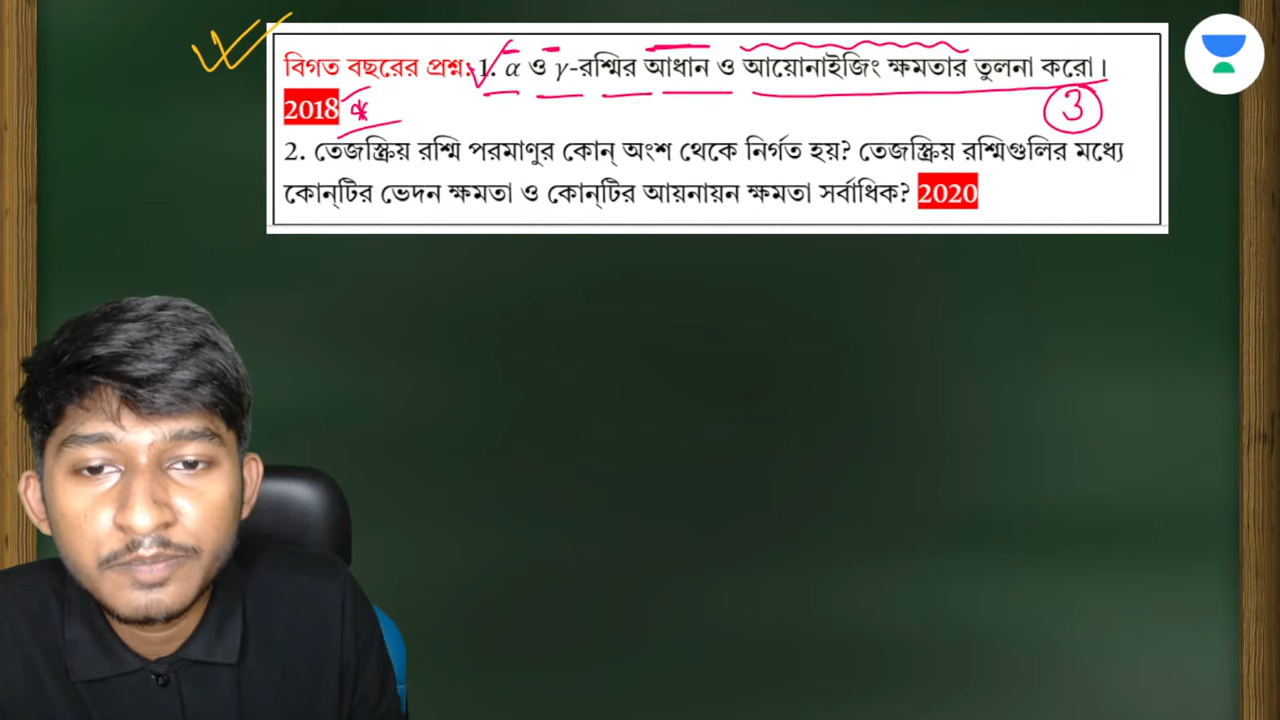 বিগত বছরের প্রশ্ন: 1. α ও γ-রশ্মির আধান ও আয়োনাইজিং ক্ষমতার তুলনা করো।
2018 * 3
2. তেজস্ক্রিয় রশ্মি পরমাণুর কোন্ অংশ থেকে নির্গত হয়? তেজস্ক্রিয় রশ্মিগুলির মধ্যে
কোন্‌টির ভেদন ক্ষমতা ও কোন্‌টির আয়নায়ন ক্ষমতা সর্বাধিক? 2020